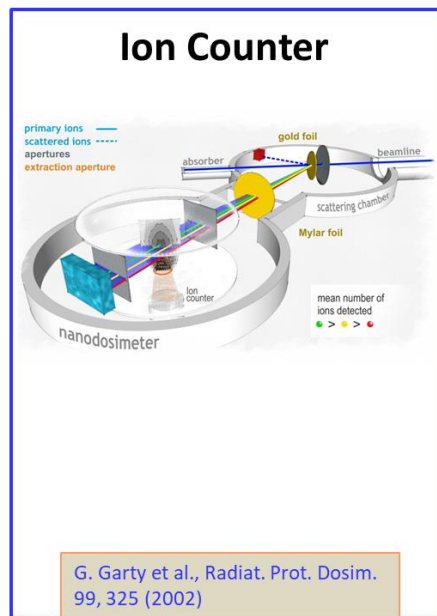 Ion Counter
primary ions
scattered ions
apertures
extraction aperture
gold foil
beamline
absorber
scattering chamber
Mylar foil
Ion
counter
mean number of
ions detected
> >
nanodosimeter
G. Garty et al., Radiat. Prot. Dosim.
99, 325 (2002)